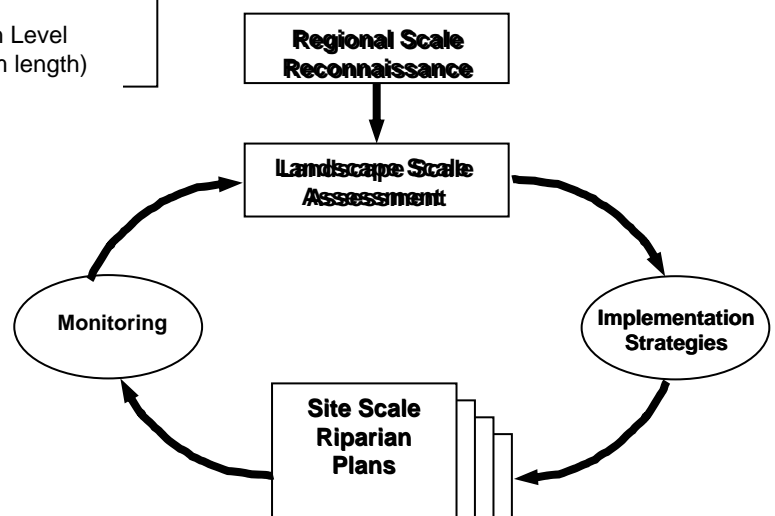 Level
length)
Regional Scale
Reconnaissance
Landscape Scale
Assessment
Monitoring
Implementation
Strategies
Site Scale
Riparian
Plans